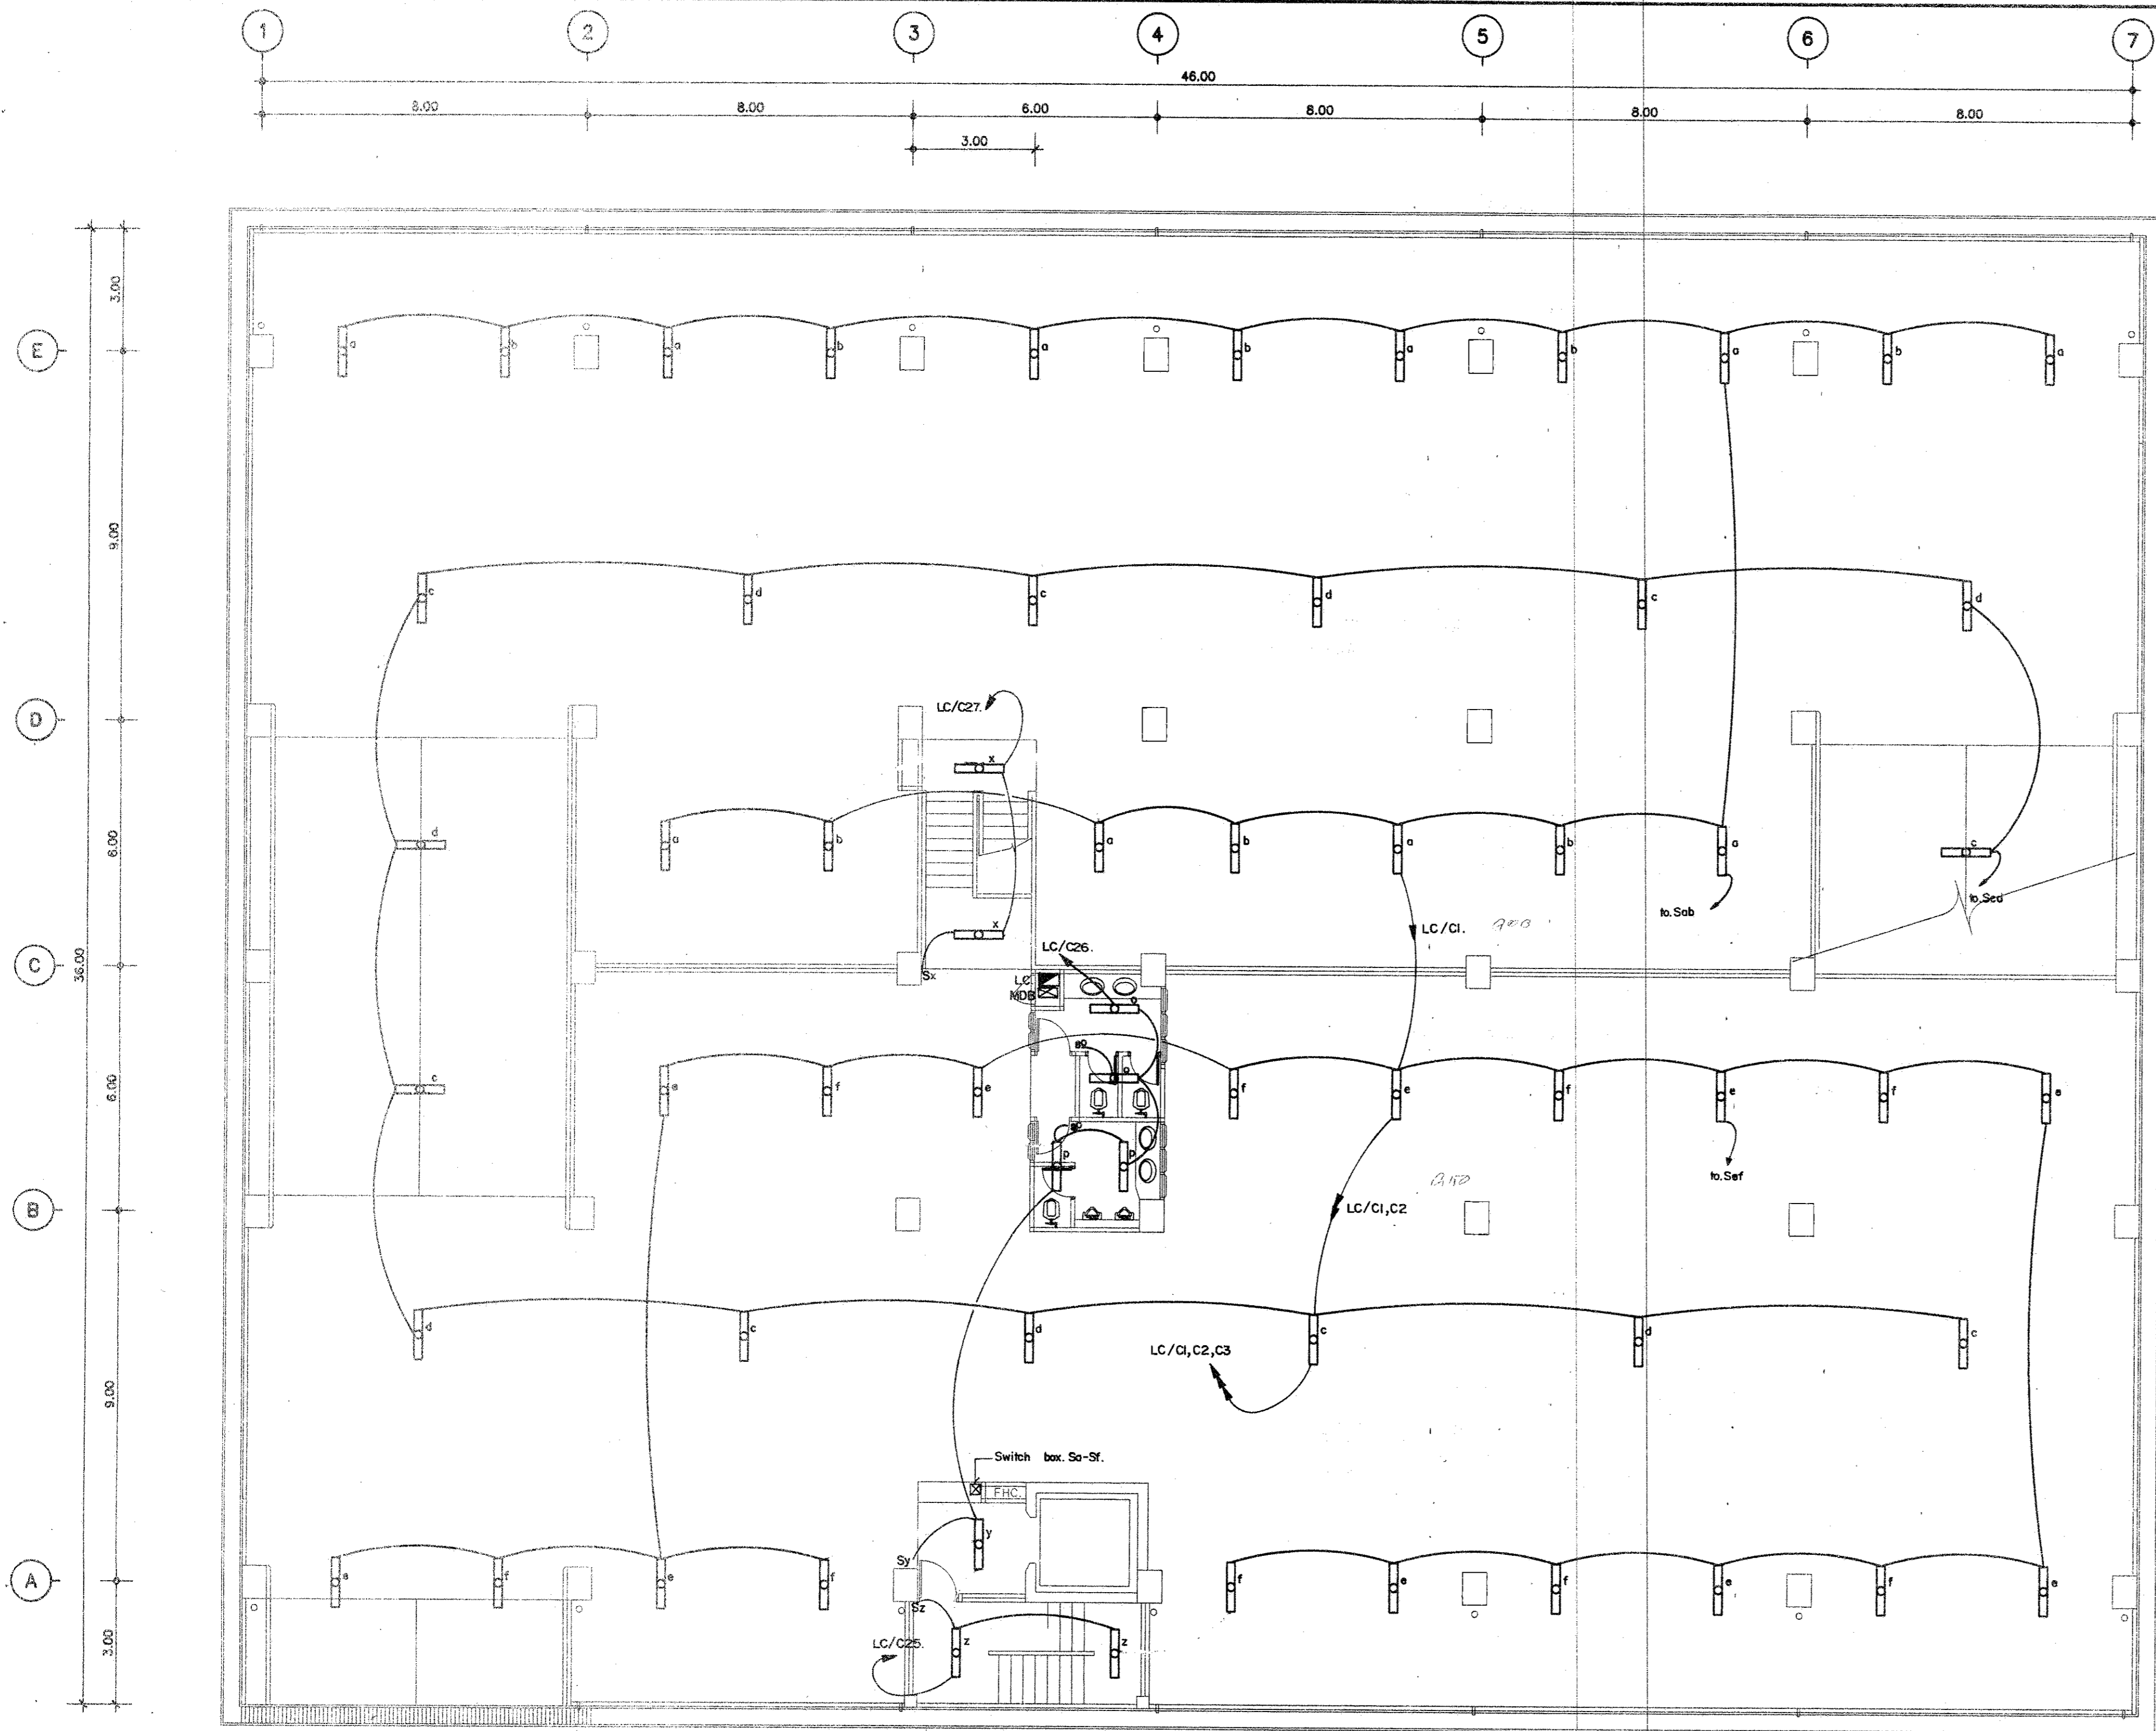 1 2 3 4 5 6 7
46.00
8.00 8.00 6.00 8.00 8.00 8.00
3.00
3.00
E
a b a b a b a b a b a
9.00
c d c d c d
D
LC/C27.
x
6.00
d
a b a b a b a
c
to.Sab
to.Scd
LC/C1.
x
LC/C26.
C
36.00
Sx
LC
MDB
o
o
6.00
c
e f e f e f e f e
p p
to.Sef
B
LC/C1,C2
d c d c d c
LC/C1,C2,C3
9.00
Switch box. Sa-Sf.
FHC.
y
Sy
A
e f e f f e f e f e
Sz
z z
LC/C25.
3.00